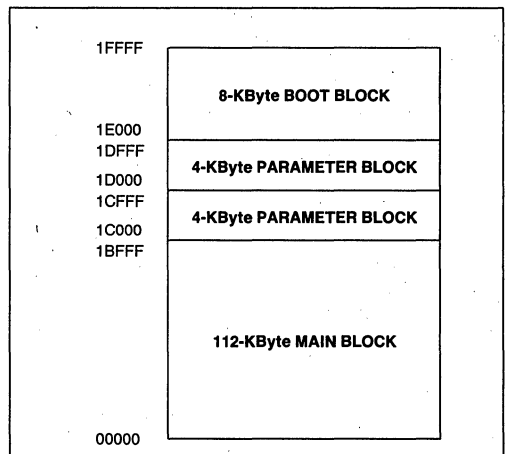 1FFFF
8-KByte BOOT BLOCK
1E000
1DFFF
4-KByte PARAMETER BLOCK
1D000
1CFFF
4-KByte PARAMETER BLOCK
1C000
1BFFF
112-KByte MAIN BLOCK
00000